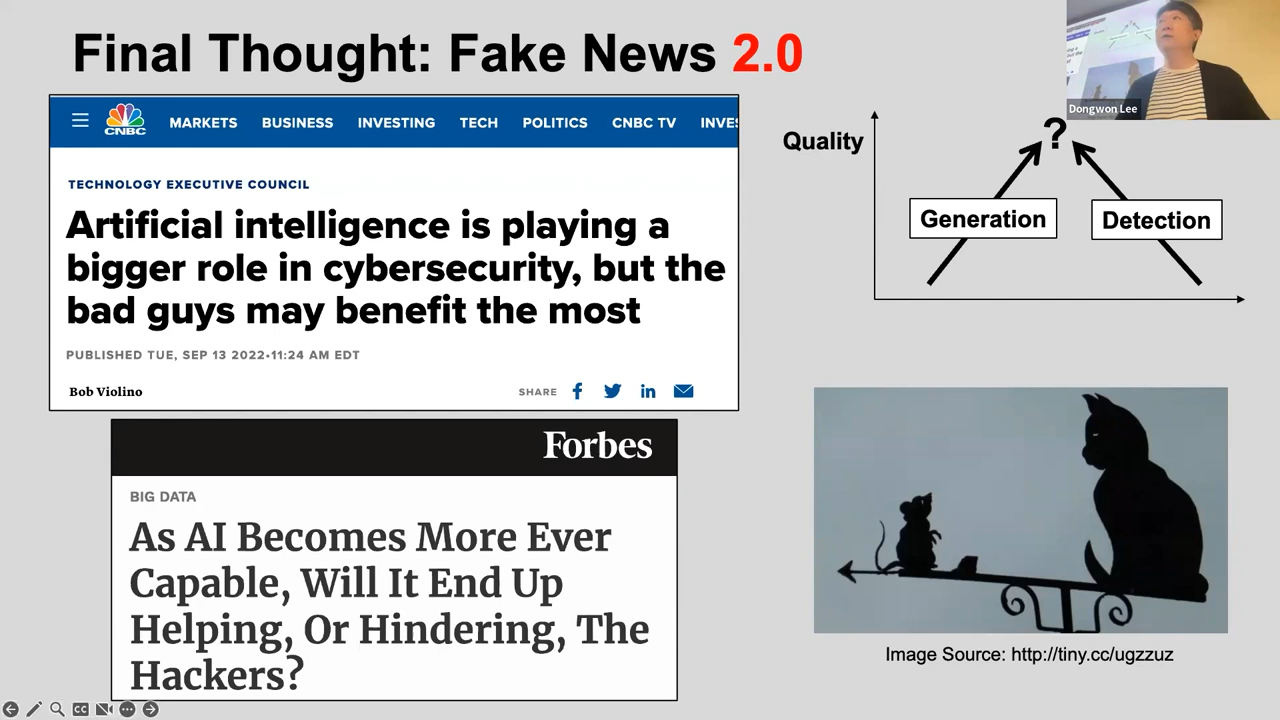 Final Thought: Fake News 2.0
CNBC
MARKETS BUSINESS INVESTING TECH POLITICS CNBC TV INVES
TECHNOLOGY EXECUTIVE COUNCIL
Artificial intelligence is playing a
bigger role in cybersecurity, but the
bad guys may benefit the most
PUBLISHED TUE, SEP 13 2022•11:24 AM EDT
Bob Violino
SHARE
Forbes
BIG DATA
As AI Becomes More Ever
Capable, Will It End Up
Helping, Or Hindering, The
Hackers?
Dongwon Lee
Quality
?
Generation
Detection
Image Source: http://tiny.cc/ugzzuz
CC